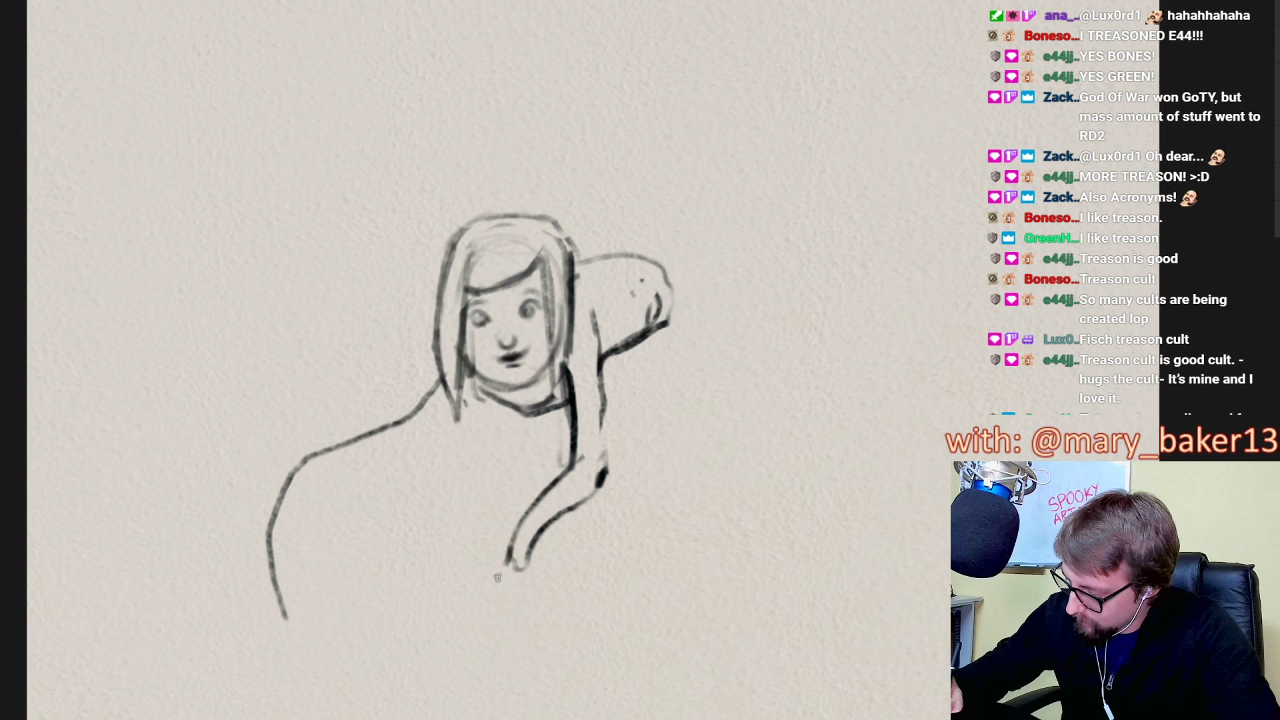 ana_..@Lux0rd1 hahahhahaha
Boneso...I TREASONED E44!!!
e44jj..YES BONES!
e44jj..YES GREEN!
Zack..God Of War won GoTY, but
mass amount of stuff went to
RD2
Zack..@Lux0rd1 Oh dear...
e44jj..MORE TREASON! >:D
Zack..Also Acronyms!
Boneso...I like treason.
GreenH...I like treason
e44jj..Treason is good
Boneso...Treason cult
e44jj..So many cults are being
created lop
Lux0..Fisch treason cult
e44jj..Treason cult is good cult. -
hugs the cult- It's mine and I
love it.
with: @mary_baker13
SPOOKY